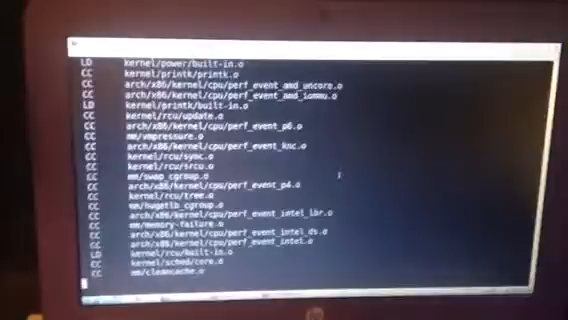 LD kernel/power/built-in.o
CC kernel/printk/printk.o
CC arch/x86/kernel/cpu/perf_event_amd_uncore.o
CC arch/x86/kernel/cpu/perf_event_amd_iommu.o
LD kernel/printk/built-in.o
CC kernel/rcu/update.o
CC arch/x86/kernel/cpu/perf_event_p6.o
CC mm/vmpressure.o
CC arch/x86/kernel/cpu/perf_event_knc.o
CC kernel/rcu/sync.o
CC kernel/rcu/srcu.o
CC mm/swap_cgroup.o
CC arch/x86/kernel/cpu/perf_event_p4.o
CC kernel/rcu/tree.o
CC mm/hugetlb_cgroup.o
CC arch/x86/kernel/cpu/perf_event_intel_lbr.o
CC mm/memory-failure.o
CC arch/x86/kernel/cpu/perf_event_intel_ds.o
CC arch/x86/kernel/cpu/perf_event_intel.o
LD kernel/rcu/built-in.o
CC kernel/sched/core.o
CC mm/cleancache.o